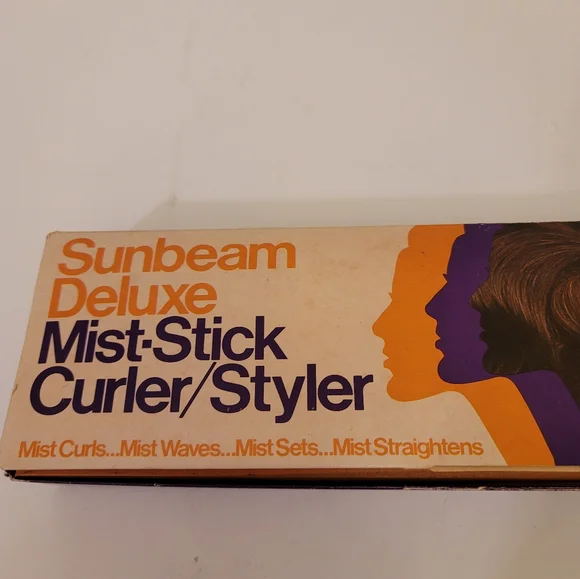 Sunbeam
Deluxe
Mist-Stick
Curler/Styler
Mist Curls...Mist Waves...Mist Sets...Mist Straightens